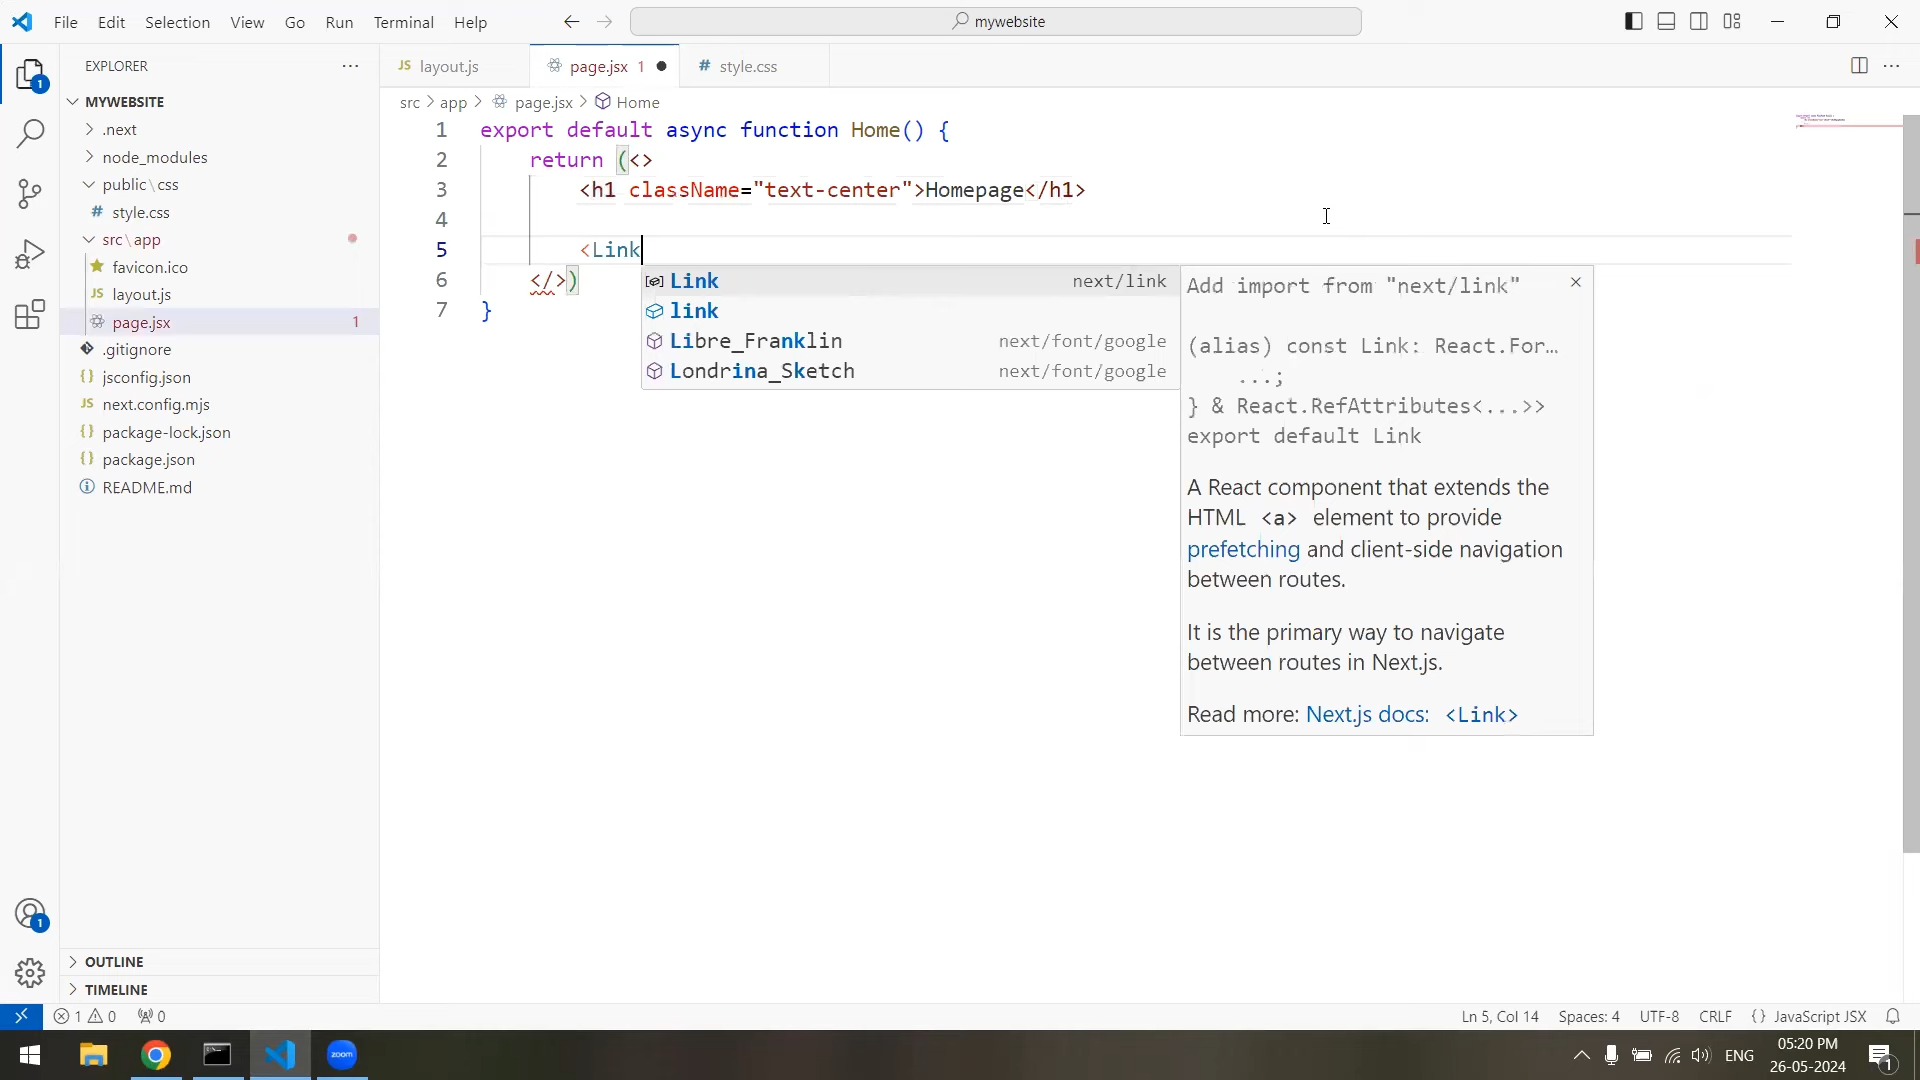 File Edit Selection View Go Run Terminal Help mywebsite
EXPLORER
layout.js page.jsx 1 style.css
MYWEBSITE
.next
node_modules
public\css
style.css
src\app
favicon.ico
layout.js
page.jsx 1
.gitignore
jsconfig.json
next.config.mjs
package-lock.json
package.json
README.md
OUTLINE
TIMELINE
src > app > page.jsx > Home
1 export default async function Home() {
2 return (<>
3 <h1 className="text-center">Homepage</h1>
4
5 <Link
6 </>)
7 }
Link next/link
link
Libre_Franklin next/font/google
Londrina_Sketch next/font/google
Add import from "next/link"
(alias) const Link: React.For…
...;
} & React.RefAttributes<...>>
export default Link
A React component that extends the
HTML <a> element to provide
prefetching and client-side navigation
between routes.
It is the primary way to navigate
between routes in Next.js.
Read more: Next.js docs: <Link>
1
1
1 0 0 Ln 5, Col 14 Spaces: 4 UTF-8 CRLF {} JavaScript JSX
zoom ENG 05:20 PM
26-05-2024 1